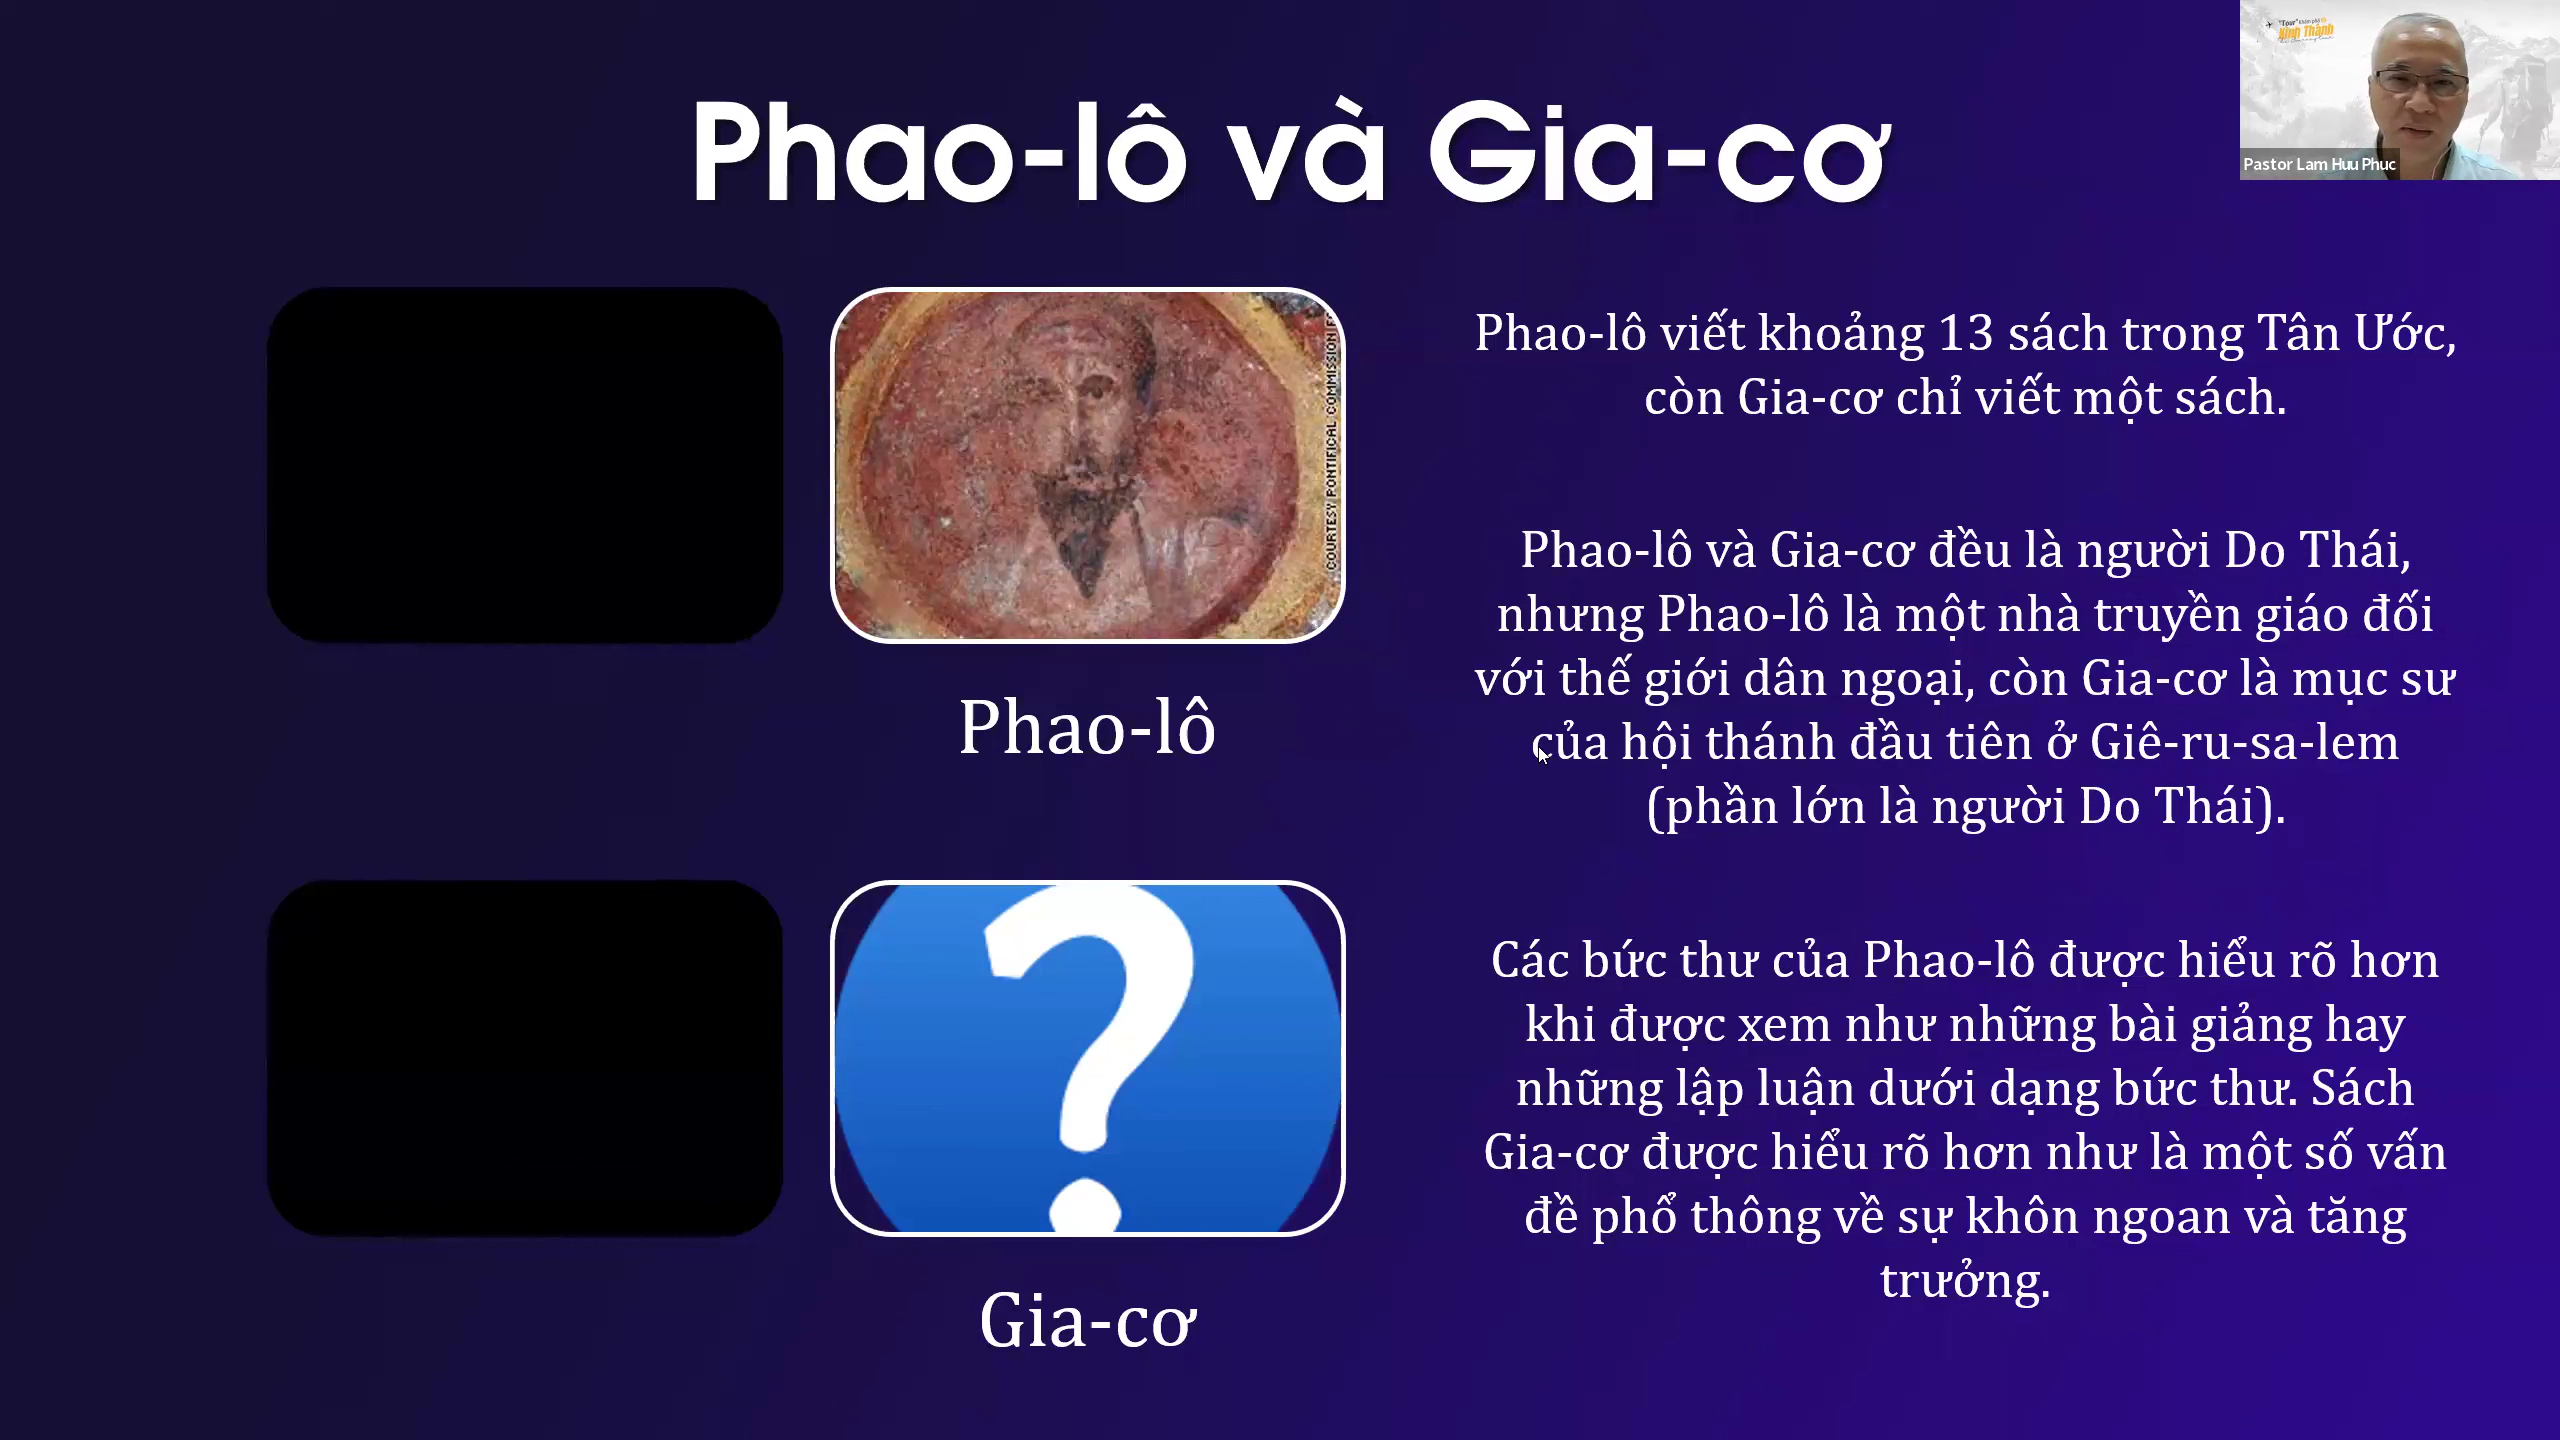 Phao-lô và Gia-cơ
"Tour" khám phá
Kinh Thánh
Pastor Lam Huu Phuc
COURTESY PONTIFICAL COMMISSION
Phao-lô
Gia-cơ
Phao-lô viết khoảng 13 sách trong Tân Ước,
còn Gia-cơ chỉ viết một sách.
Phao-lô và Gia-cơ đều là người Do Thái,
nhưng Phao-lô là một nhà truyền giáo đối
với thế giới dân ngoại, còn Gia-cơ là mục sư
của hội thánh đầu tiên ở Giê-ru-sa-lem
(phần lớn là người Do Thái).
Các bức thư của Phao-lô được hiểu rõ hơn
khi được xem như những bài giảng hay
những lập luận dưới dạng bức thư. Sách
Gia-cơ được hiểu rõ hơn như là một số vấn
đề phổ thông về sự khôn ngoan và tăng
trưởng.